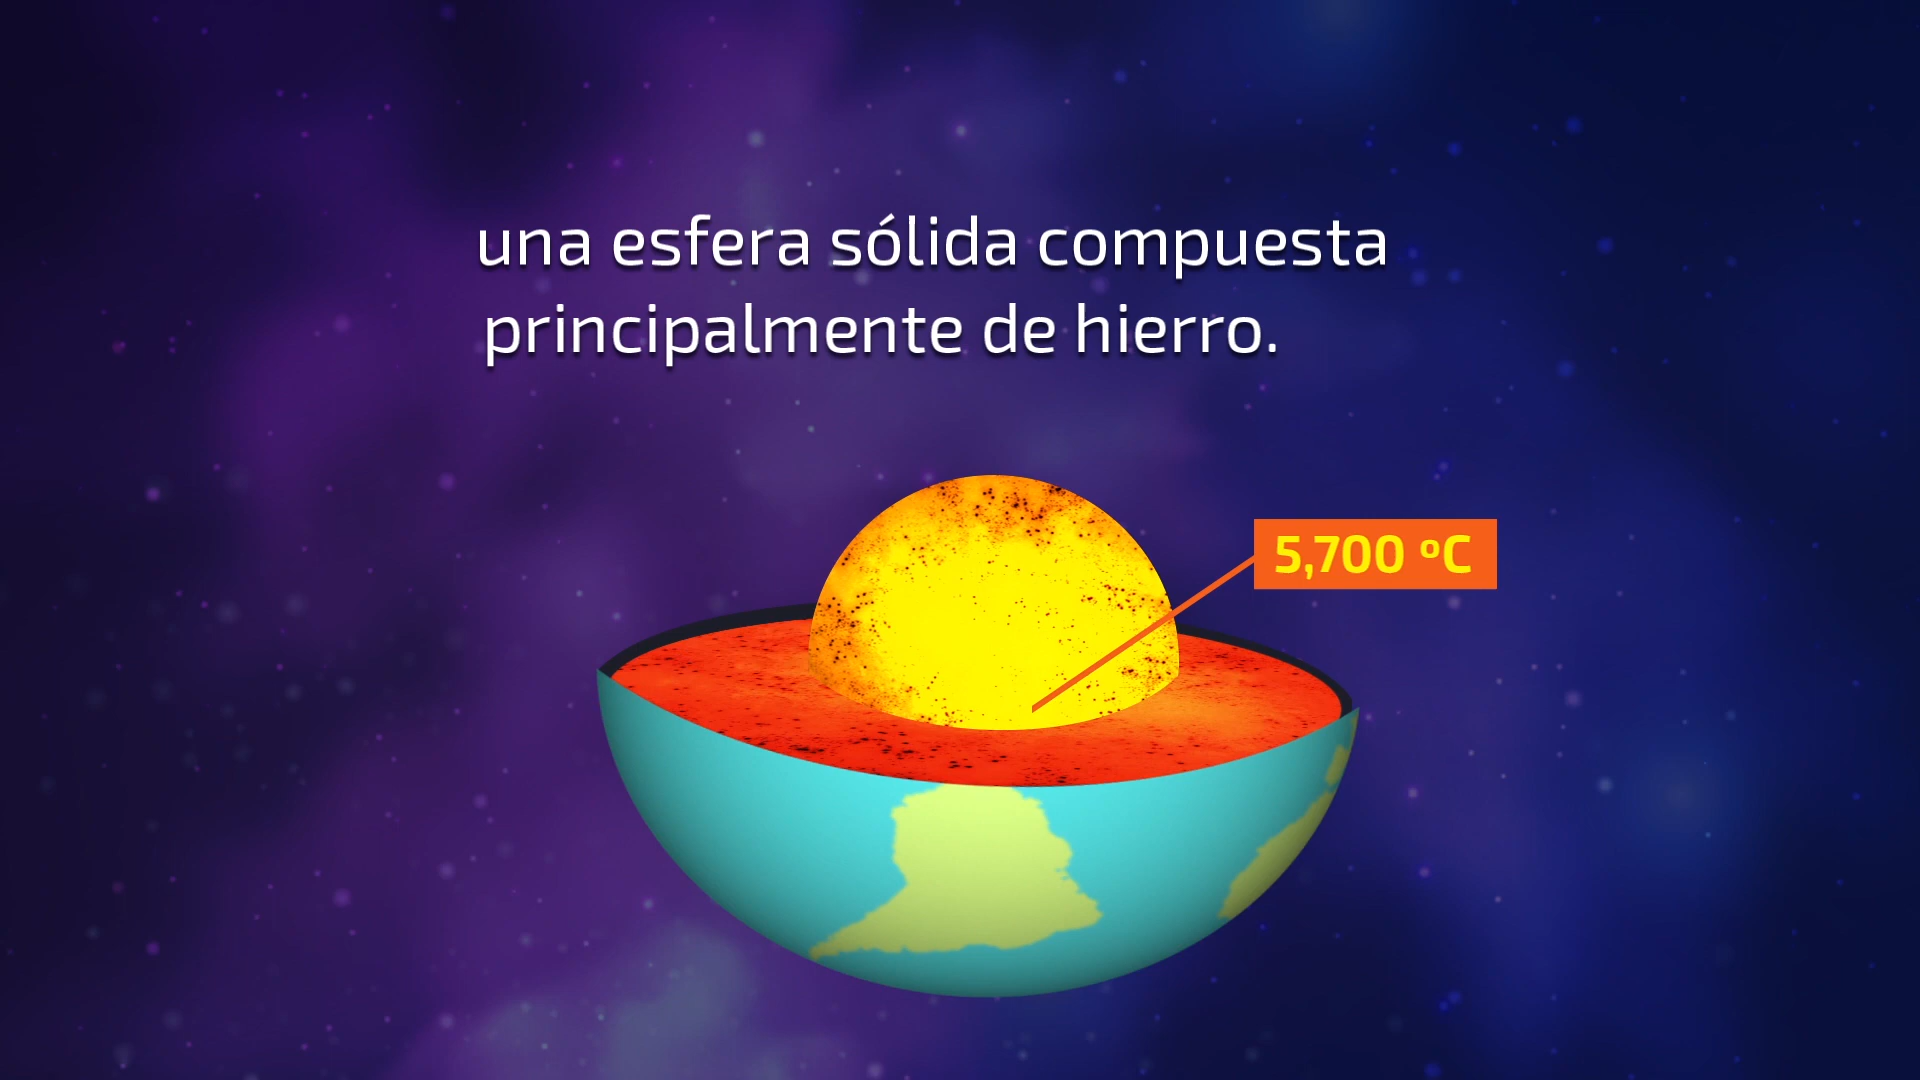 una esfera sólida compuesta
principalmente de hierro.
5,700 ºC